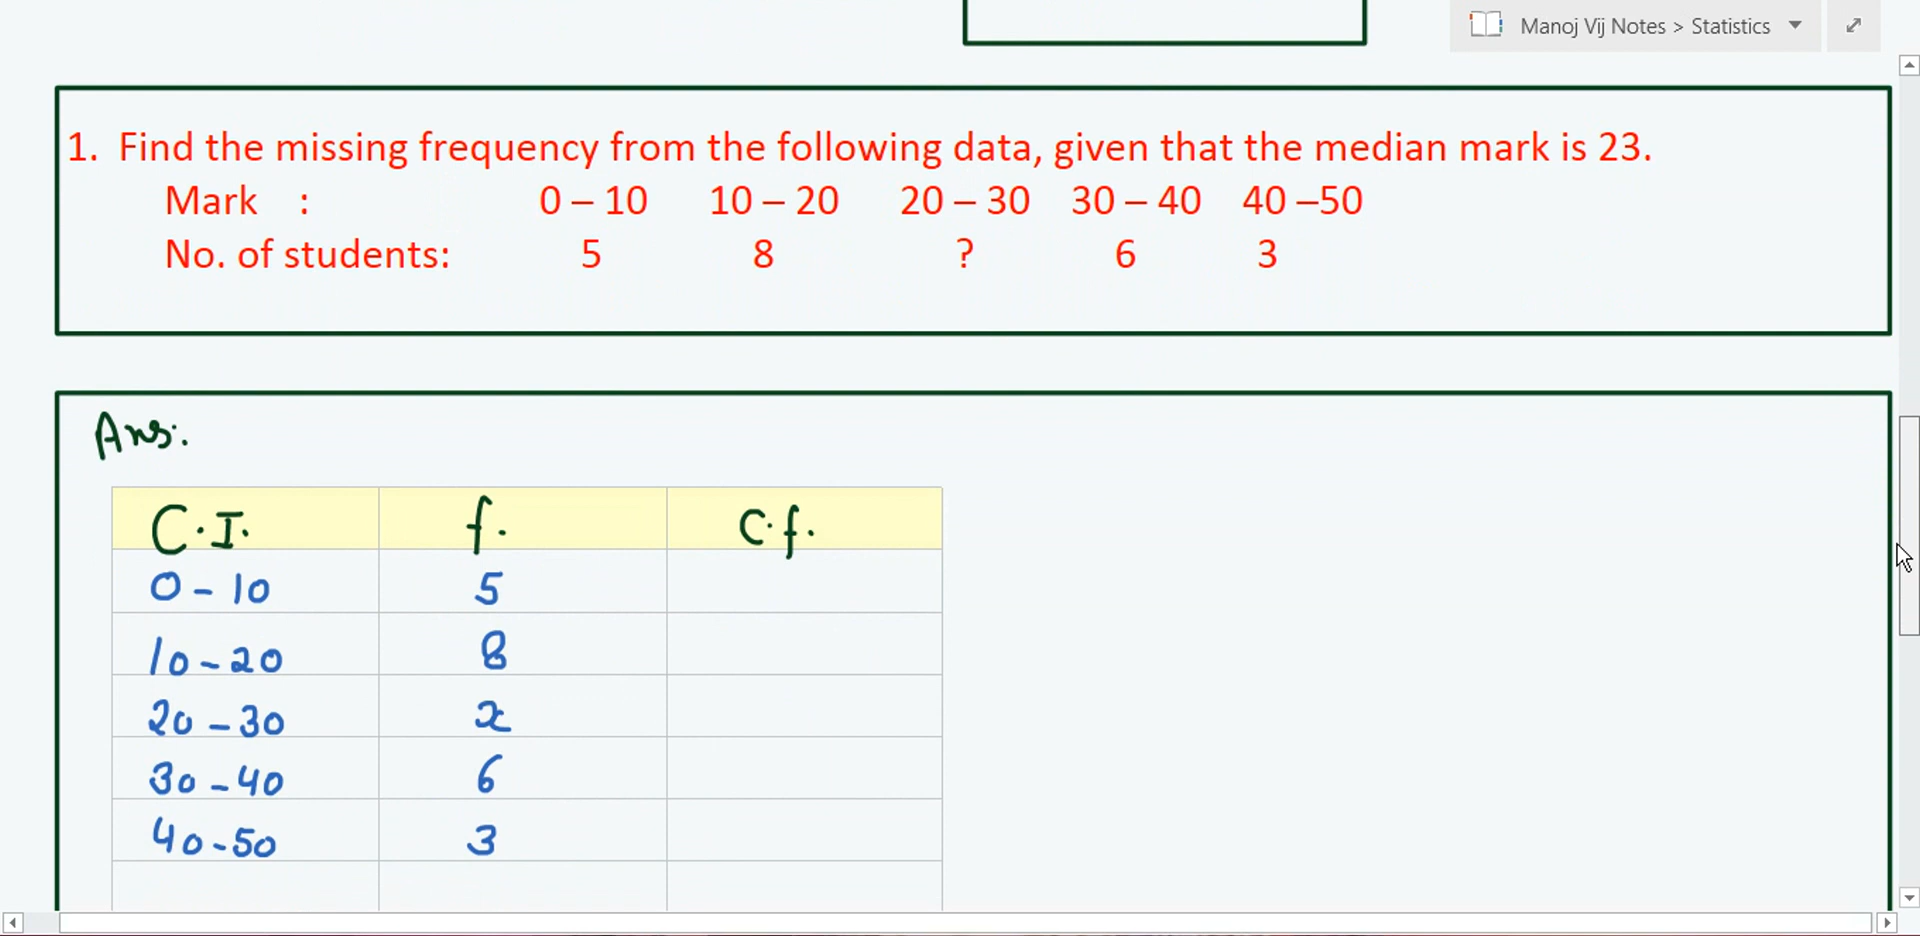 Manoj Vij Notes > Statistics
1. Find the missing frequency from the following data, given that the median mark is 23.
Mark : 0 – 10 10 – 20 20 – 30 30 – 40 40 –50
No. of students: 5 8 ? 6 3
Ans:
C.I. f. C.f.
0 - 10 5
10 - 20 8
20 - 30 x
30 - 40 6
40 - 50 3